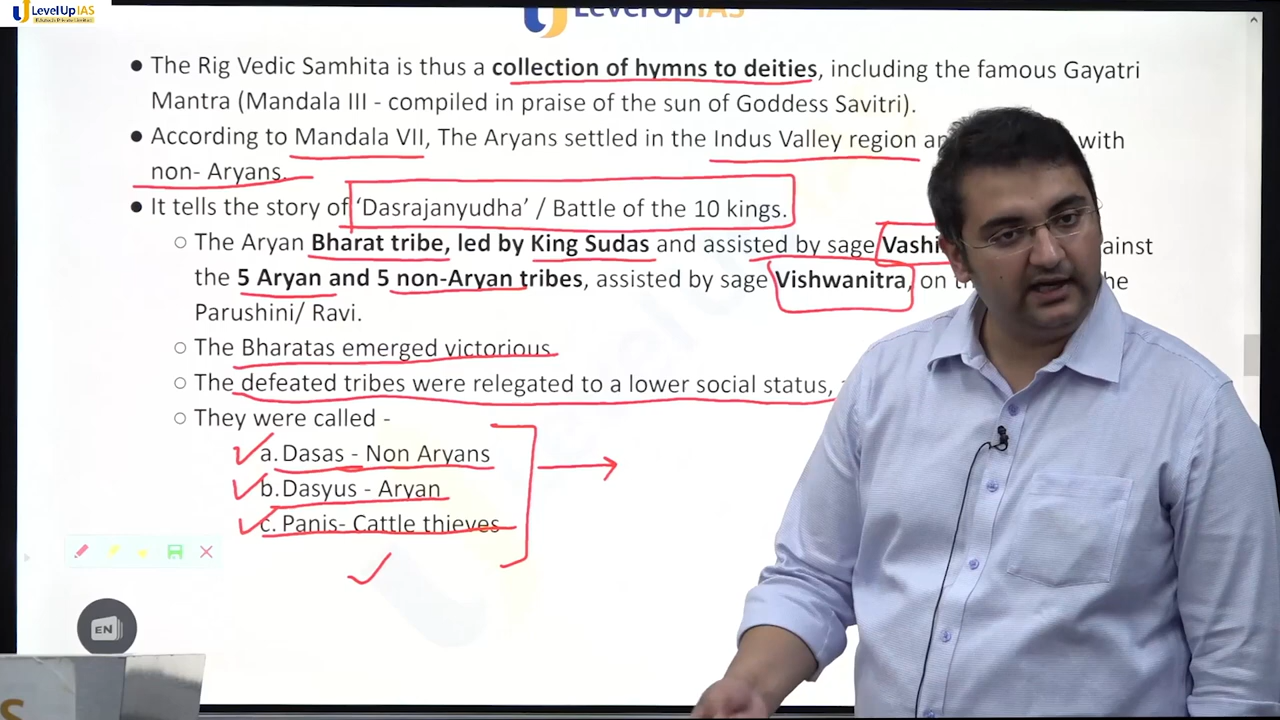 LevelUp IAS
LevelUp IAS
● The Rig Vedic Samhita is thus a collection of hymns to deities, including the famous Gayatri
Mantra (Mandala III - compiled in praise of the sun of Goddess Savitri).
● According to Mandala VII, The Aryans settled in the Indus Valley region with
non- Aryans.
● It tells the story of 'Dasrajanyudha' / Battle of the 10 kings.
○ The Aryan Bharat tribe, led by King Sudas and assisted by sage Vashi
the 5 Aryan and 5 non-Aryan tribes, assisted by sage Vishwanitra, on
Parushini/ Ravi.
○ The Bharatas emerged victorious
○ The defeated tribes were relegated to a lower social status,
○ They were called -
a. Dasas - Non Aryans
b. Dasyus - Aryan
c. Panis- Cattle thieves
EN